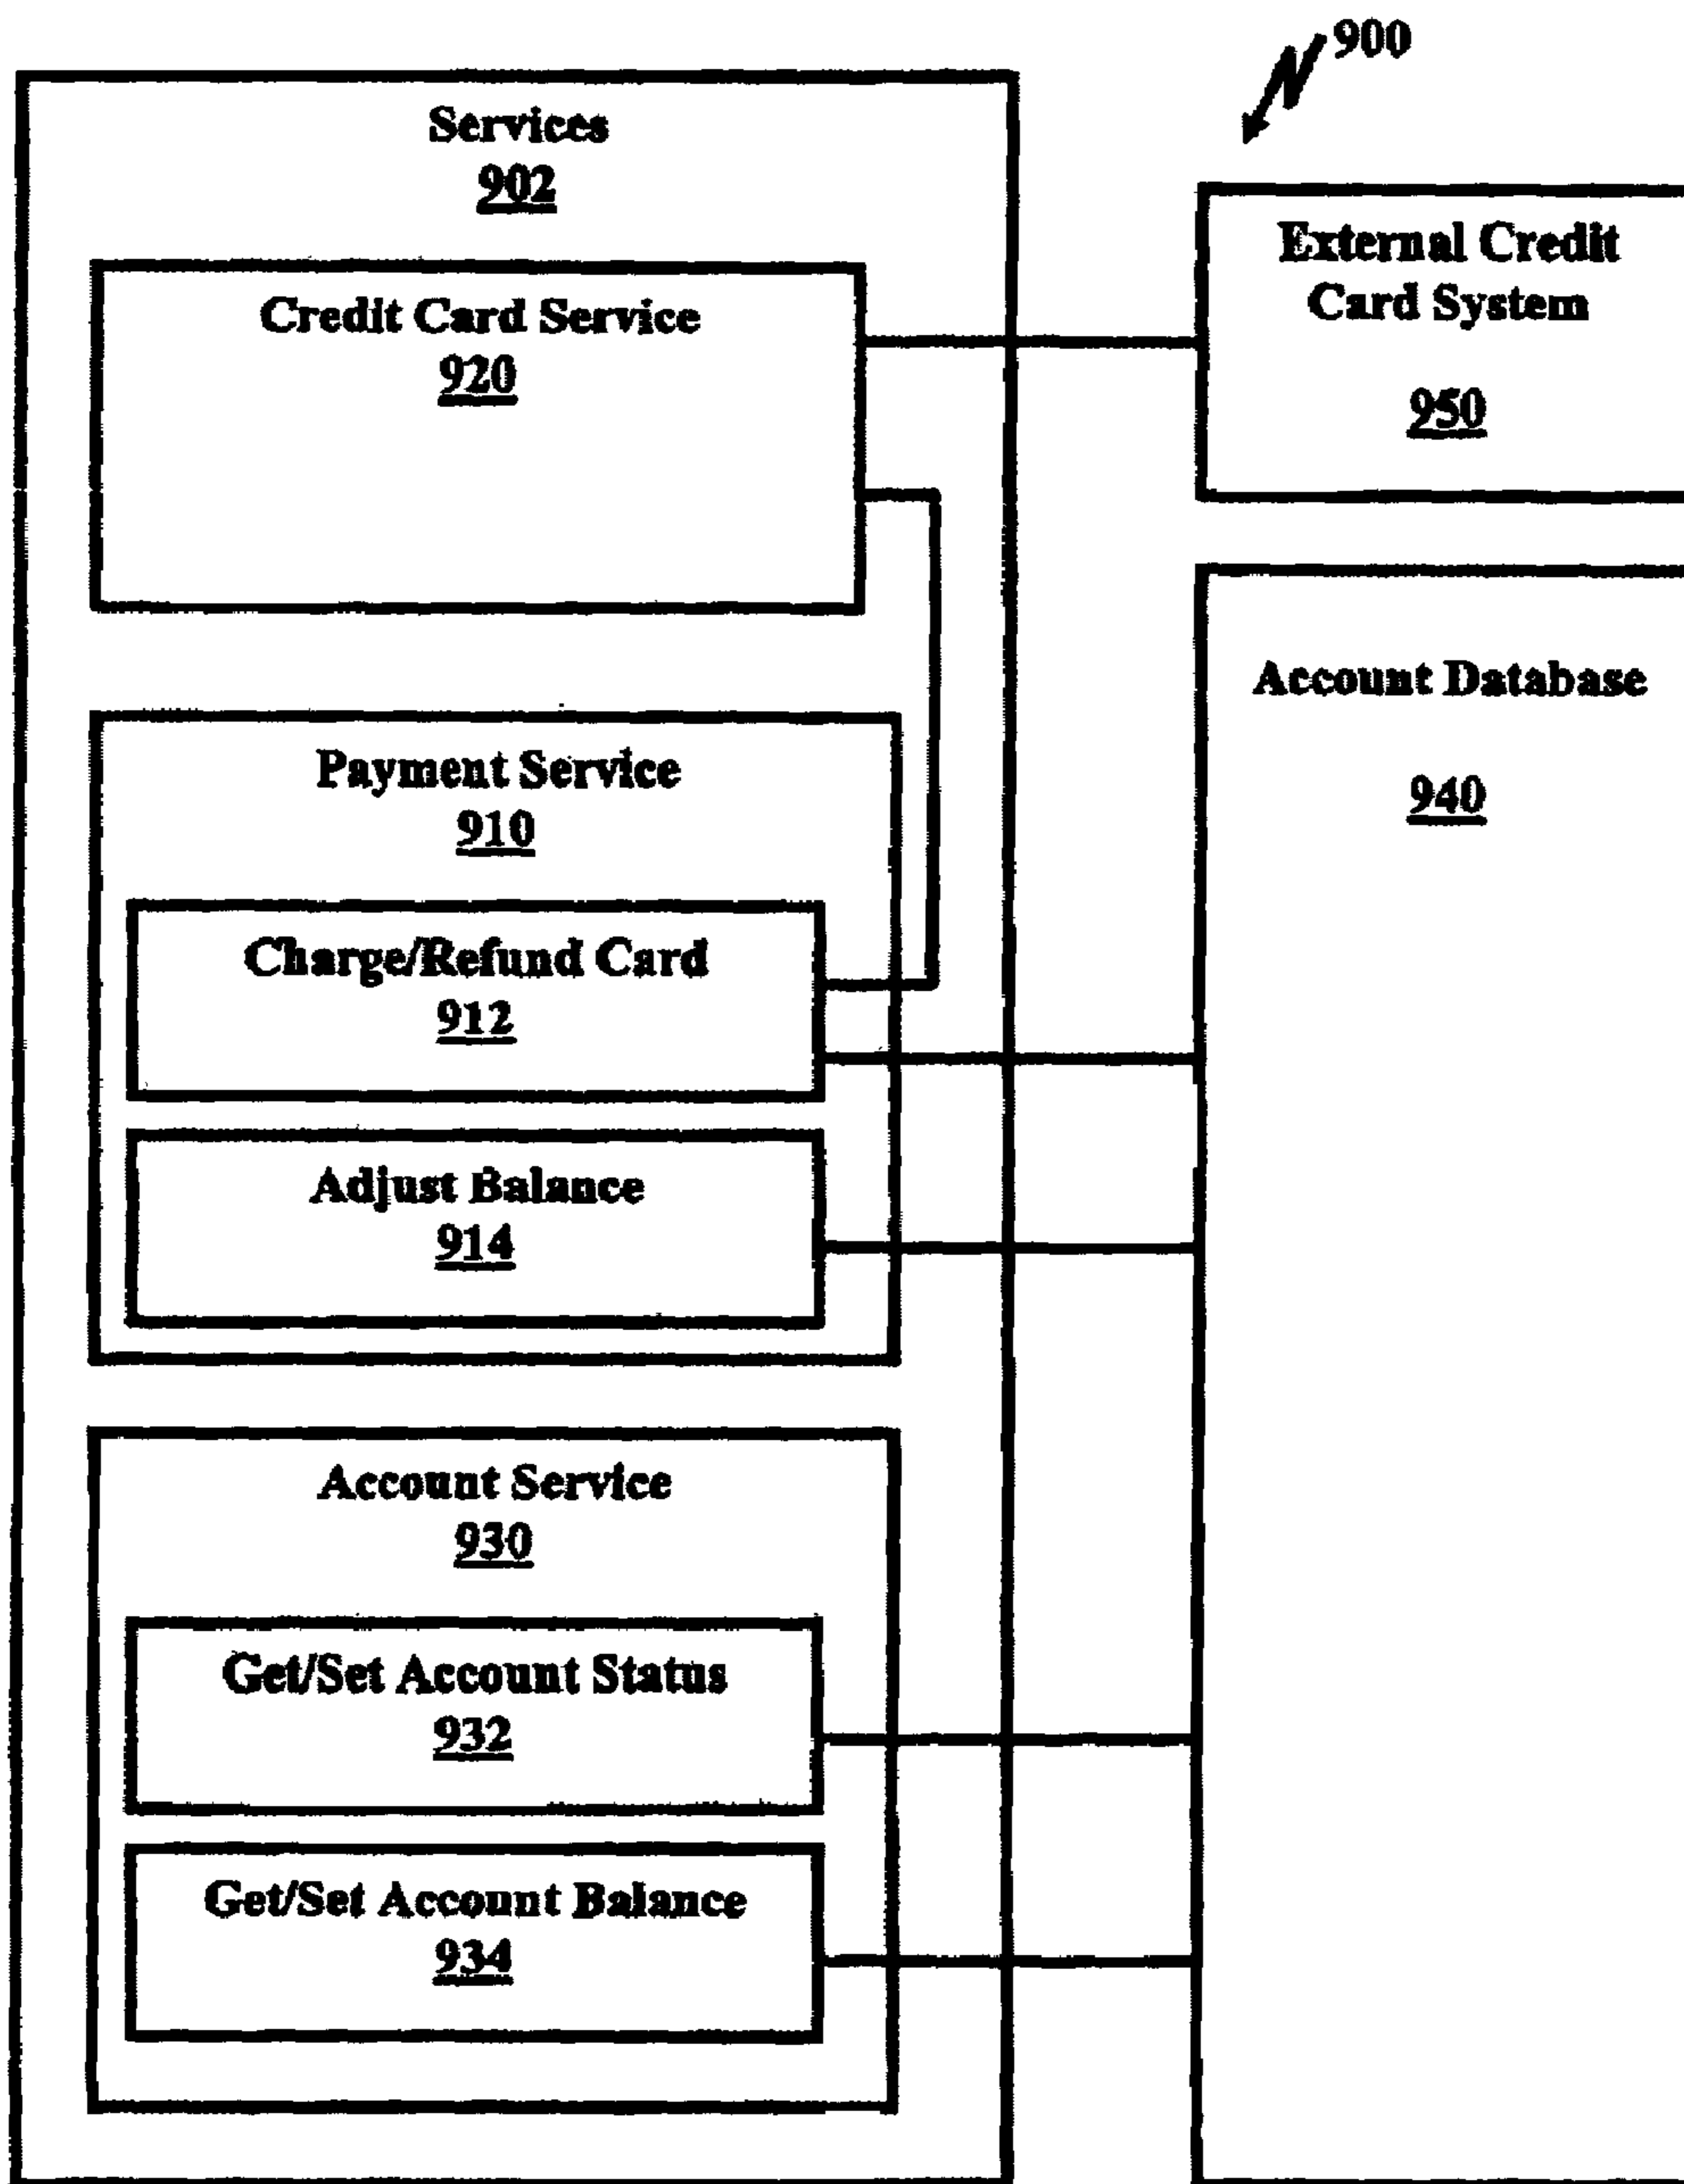 900
Services
902
Credit Card Service
920
External Credit
Card System
950
Payment Service
910
Charge/Refund Card
912
Adjust Balance
914
Account Database
940
Account Service
930
Get/Set Account Status
932
Get/Set Account Balance
934